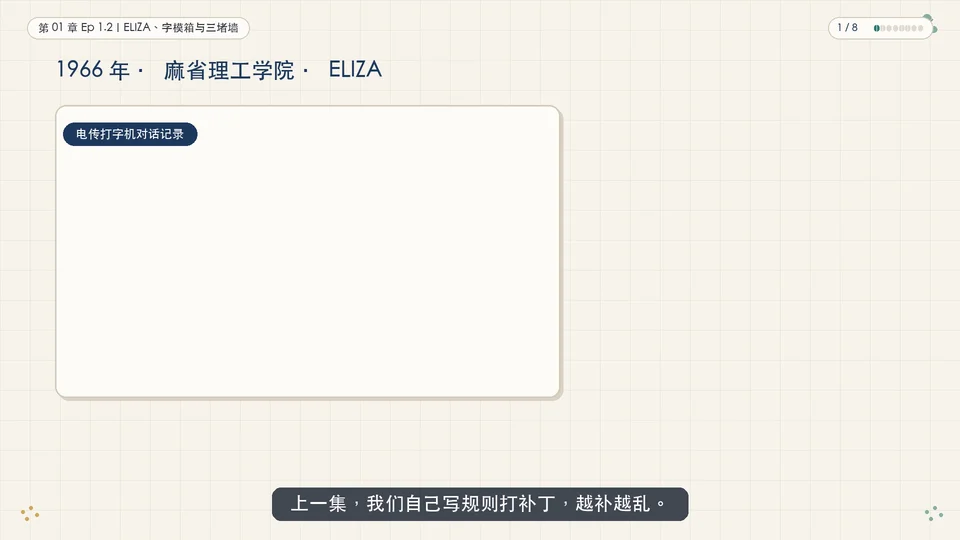 第 01 章 Ep 1.2 | ELIZA、字模箱与三堵墙
1 / 8
1966 年 · 麻省理工学院 · ELIZA
电传打字机对话记录
上一集，我们自己写规则打补丁，越补越乱。